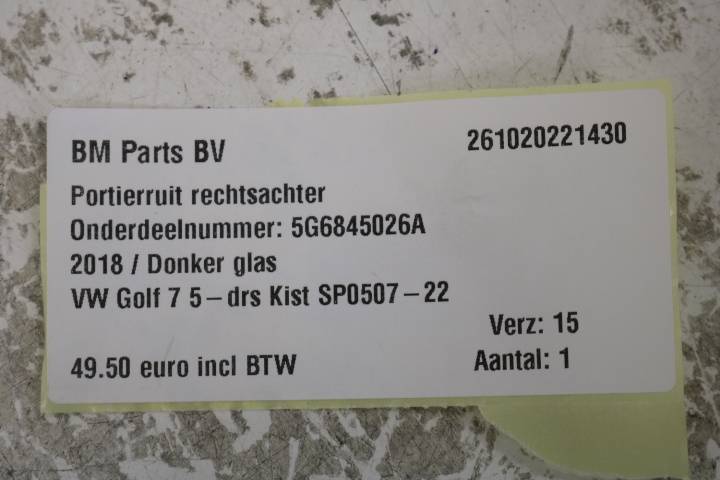 BM Parts BV 261020221430
Portierruit rechtsachter
Onderdeelnummer: 5G6845026A
2018 / Donker glas
VW Golf 7 5-drs Kist SP0507-22
Verz: 15
49.50 euro incl BTW Aantal: 1